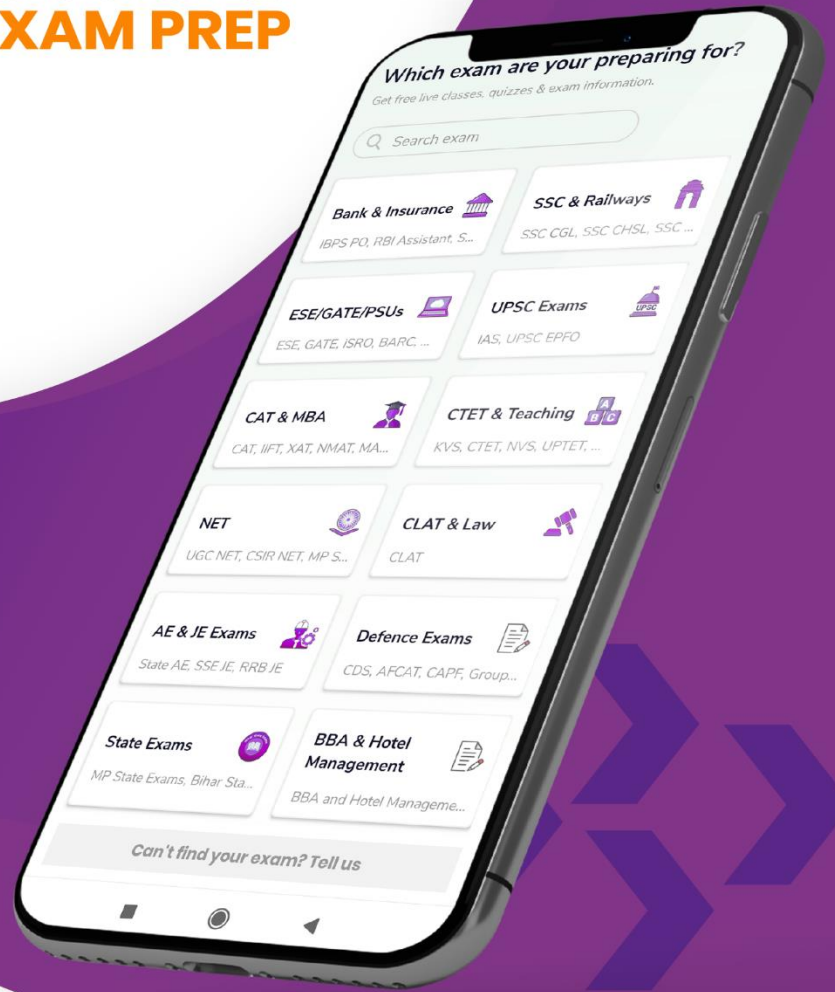 XAM PREP
Which exam are your preparing for?
Get free live classes, quizzes & exam information.
Search exam
Bank & Insurance
IBPS PO, RBI Assistant, S...
SSC & Railways
SSC CGL, SSC CHSL, SSC ...
ESE/GATE/PSUs
ESE, GATE, ISRO, BARC, ...
UPSC Exams
UPSC
IAS, UPSC EPFO
CAT & MBA
CAT, IIFT, XAT, NMAT, MA...
CTET & Teaching
A
B C
KVS, CTET, NVS, UPTET, ...
NET
UGC NET, CSIR NET, MP S...
CLAT & Law
CLAT
AE & JE Exams
State AE, SSE JE, RRB JE
Defence Exams
CDS, AFCAT, CAPF, Group...
State Exams
MP State Exams, Bihar Sta...
BBA & Hotel
Management
BBA and Hotel Manageme...
Can't find your exam? Tell us